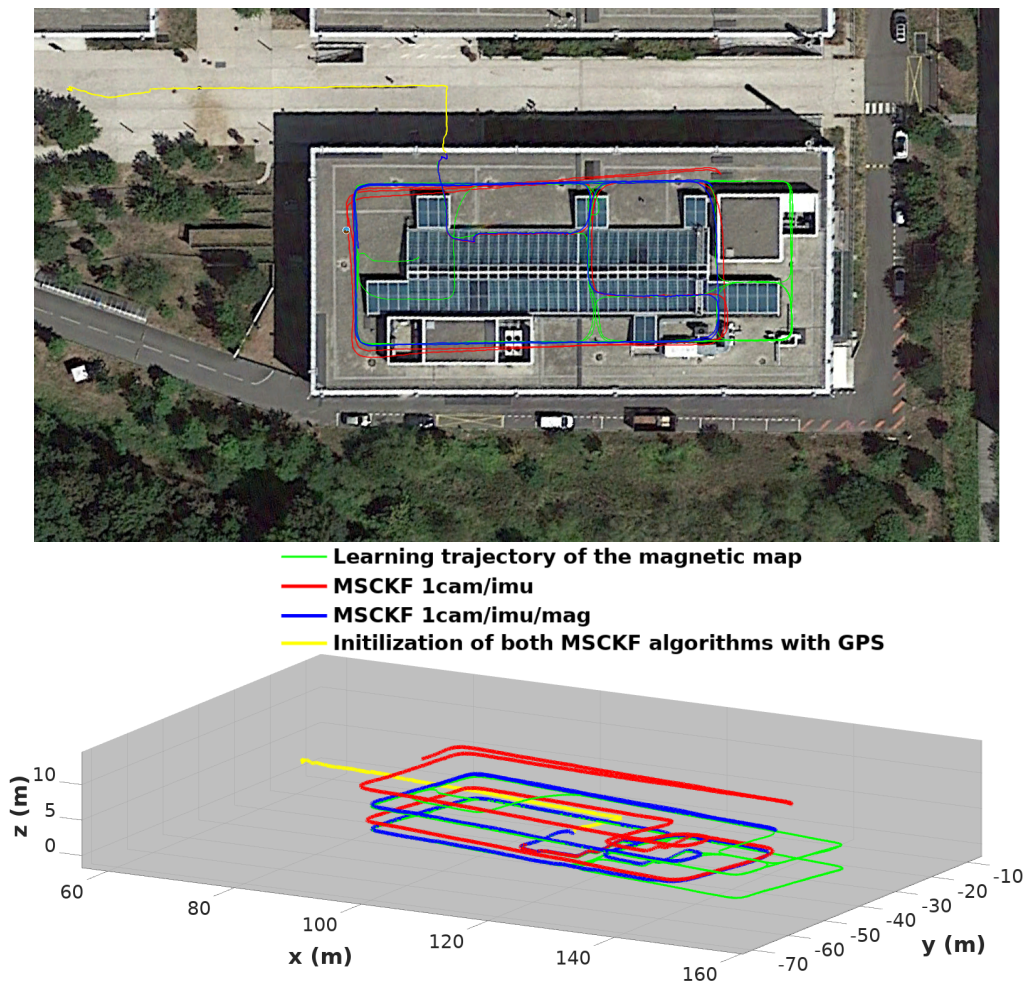 Learning trajectory of the magnetic map
MSCKF 1cam/imu
MSCKF 1cam/imu/mag
Initilization of both MSCKF algorithms with GPS
z (m)
10
5
0
60
80
100
120
140
160
x (m)
-70
-60
-50
-40
-30
-20
-10
y (m)